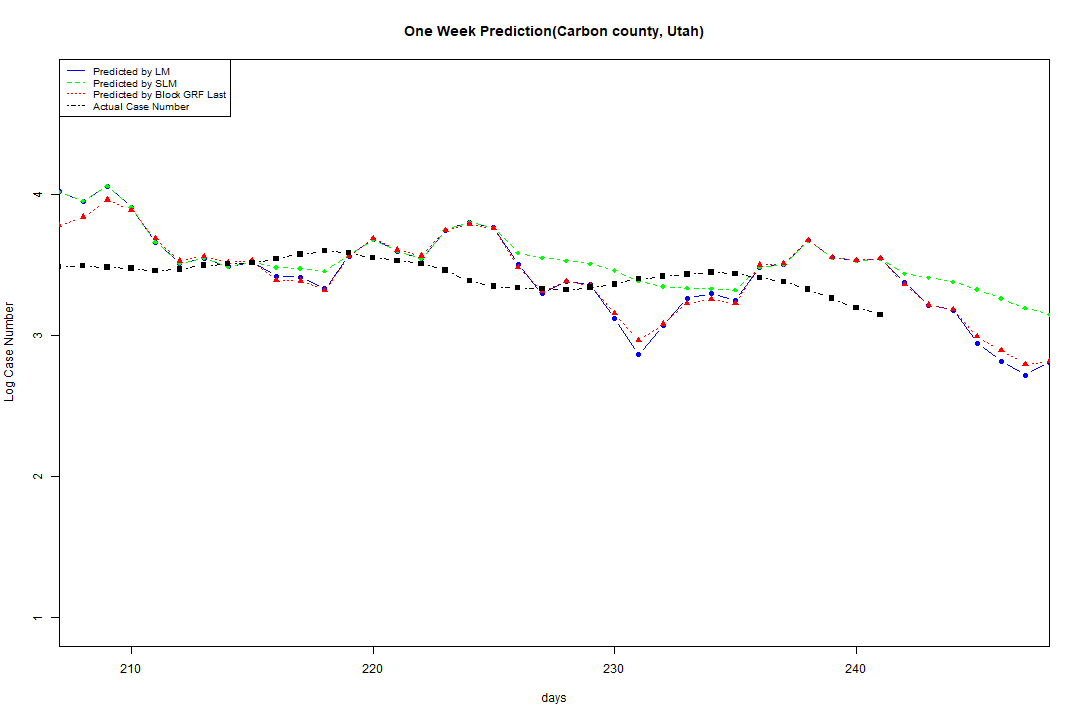 One Week Prediction(Carbon county, Utah)
Predicted by LM
Predicted by SLM
Predicted by Block GRF Last
Actual Case Number
4
3
2
1
Log Case Number
210
220
230
240
days